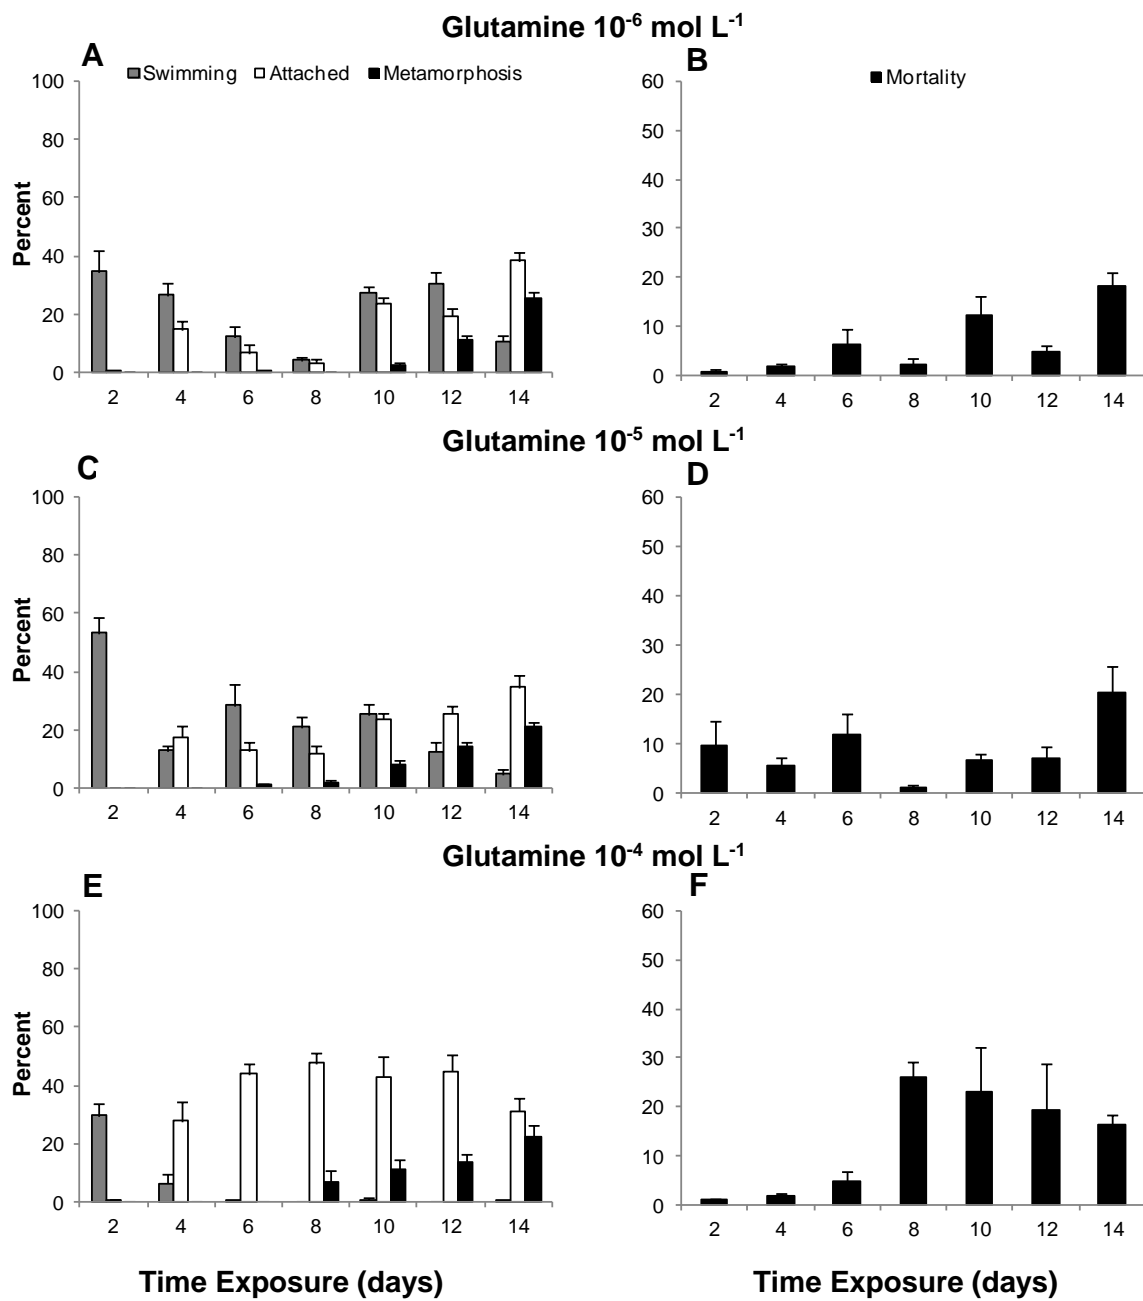 Glutamine 10⁻⁶ mol L⁻¹
A
Swimming Attached Metamorphosis
100
80
60
40
20
0
Percent
2 4 6 8 10 12 14
B
Mortality
60
50
40
30
20
10
0
2 4 6 8 10 12 14
Glutamine 10⁻⁵ mol L⁻¹
C
100
80
60
40
20
0
Percent
2 4 6 8 10 12 14
D
60
50
40
30
20
10
0
2 4 6 8 10 12 14
Glutamine 10⁻⁴ mol L⁻¹
E
100
80
60
40
20
0
Percent
2 4 6 8 10 12 14
Time Exposure (days)
F
60
50
40
30
20
10
0
2 4 6 8 10 12 14
Time Exposure (days)